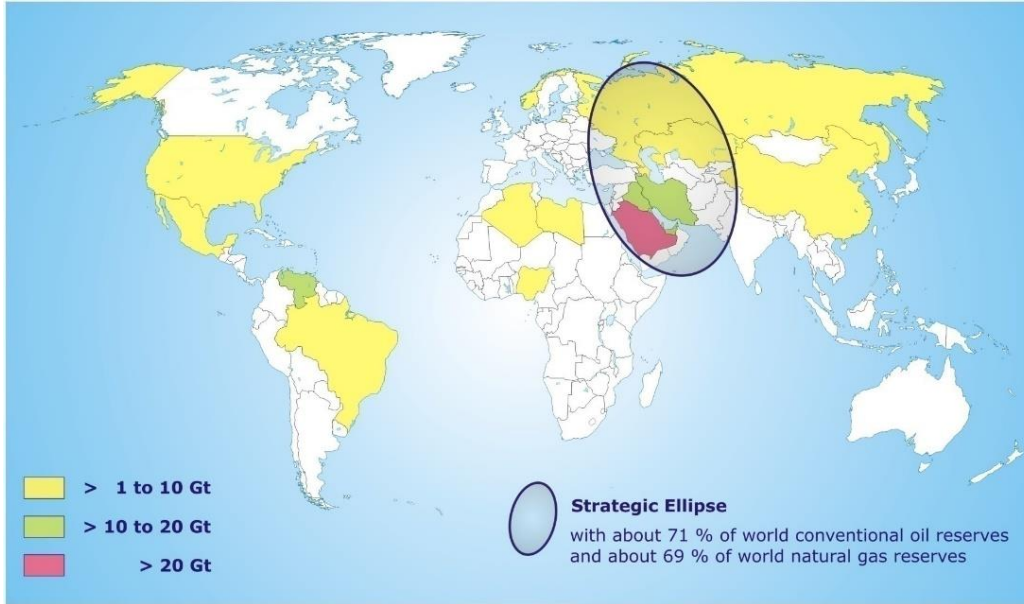 > 1 to 10 Gt
> 10 to 20 Gt
> 20 Gt
Strategic Ellipse
with about 71 % of world conventional oil reserves
and about 69 % of world natural gas reserves